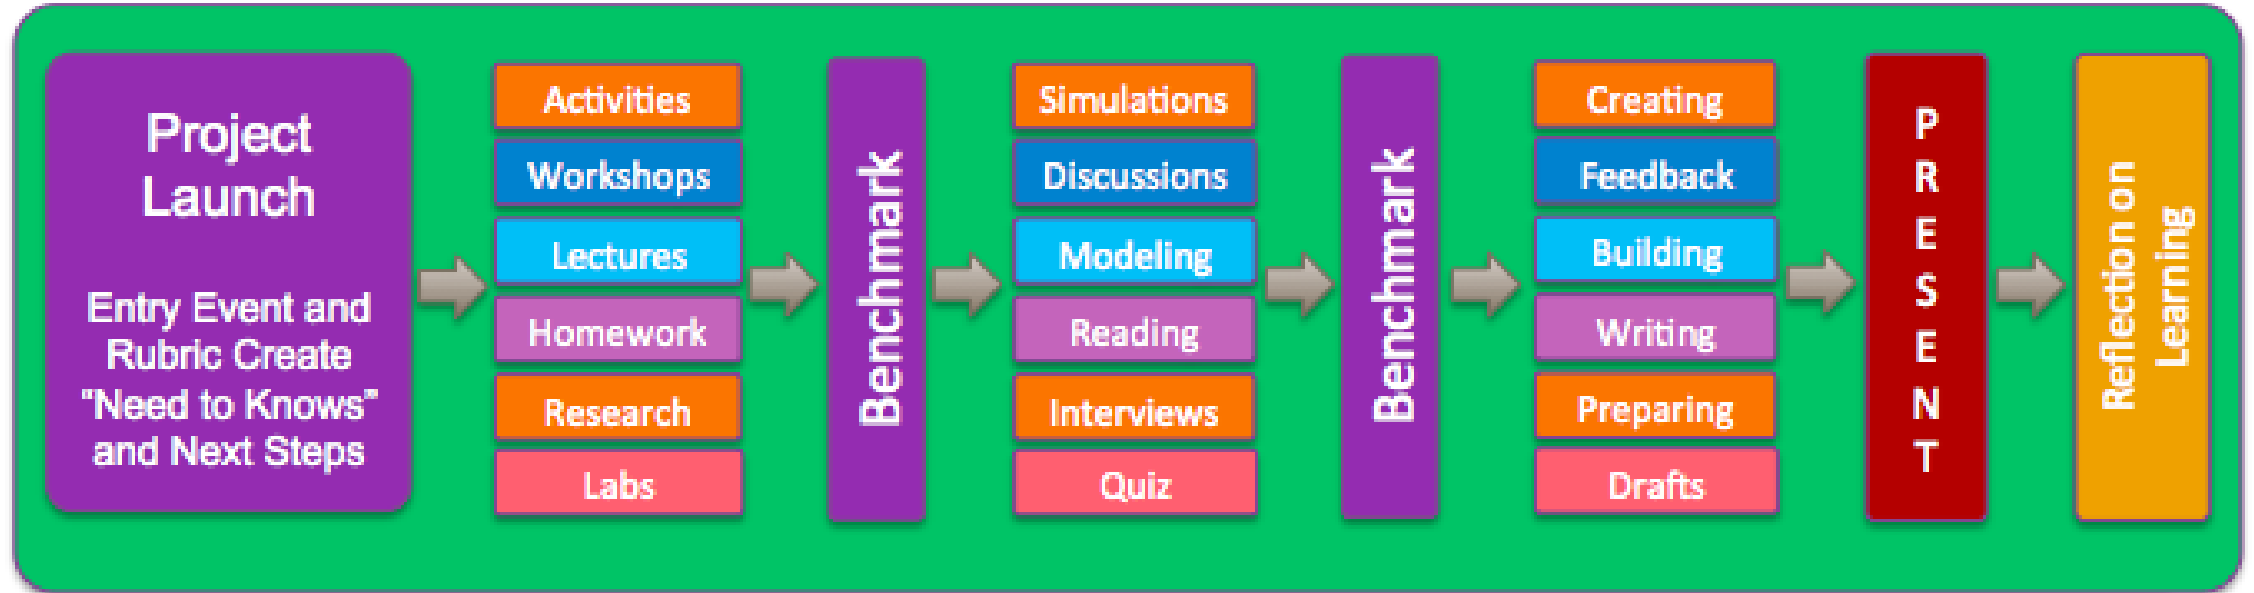 Project
Launch
Entry Event and
Rubric Create
"Need to Knows"
and Next Steps
Activities
Workshops
Lectures
Homework
Research
Labs
Benchmark
Simulations
Discussions
Modeling
Reading
Interviews
Quiz
Benchmark
Creating
Feedback
Building
Writing
Preparing
Drafts
PRESENT
Reflection on
Learning